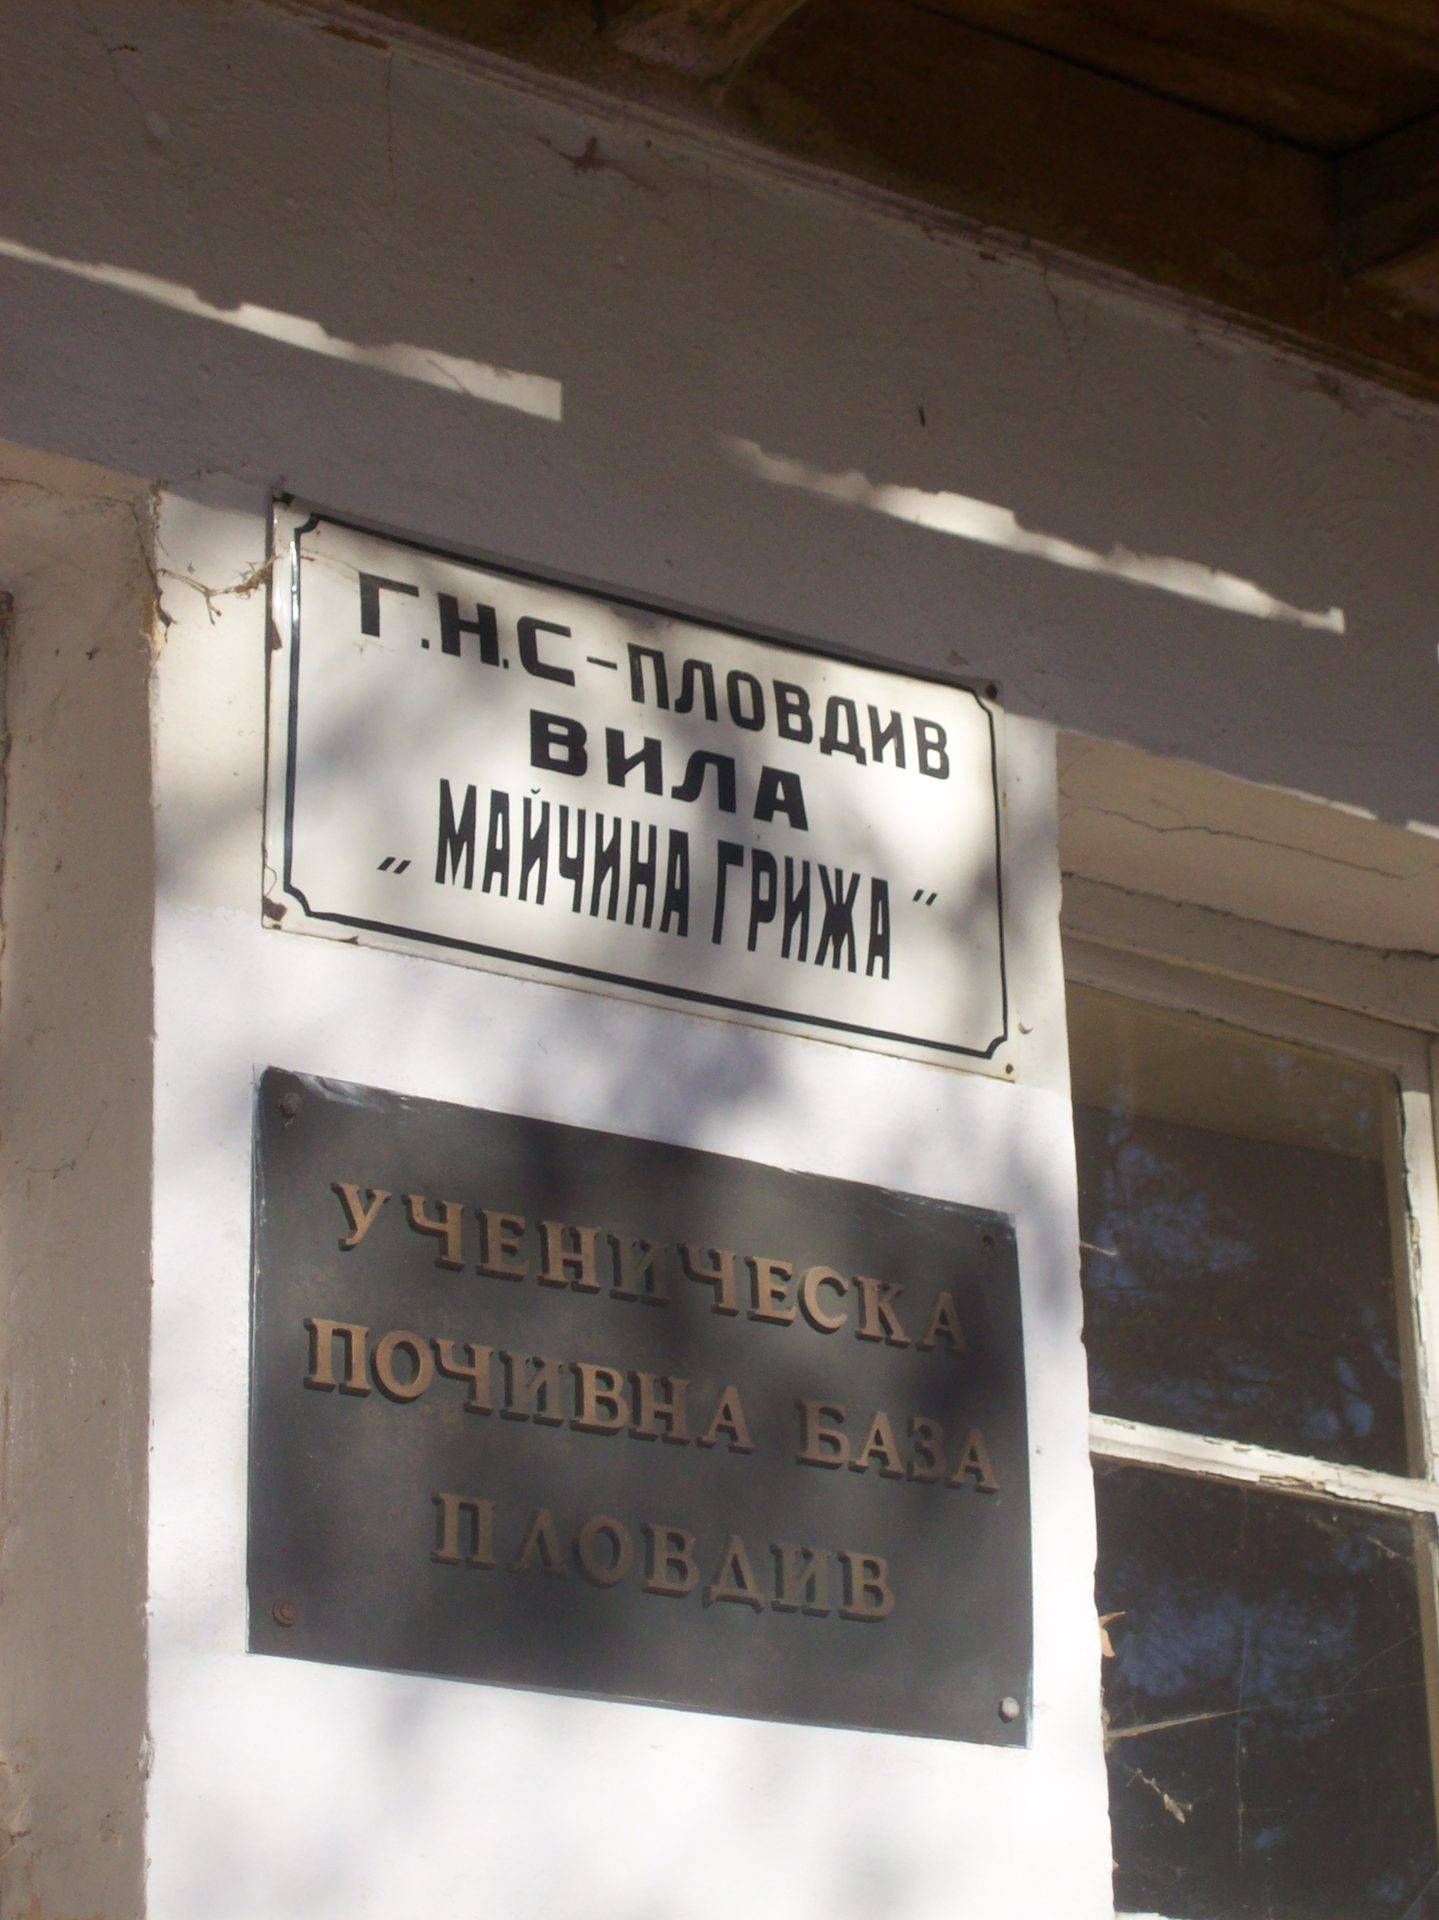 Г.Н.С-ПЛОВДИВ
ВИЛА
„МАЙЧИНА ГРИЖА"
УЧЕНИЧЕСКА
ПОЧИВНА БАЗА
ПЛОВДИВ